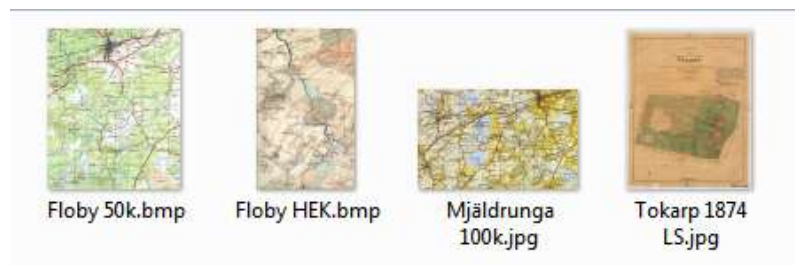 Floby 50k.bmp
Floby HEK.bmp
Mjäldrunga
100k.jpg
Tokarp 1874
LS.jpg